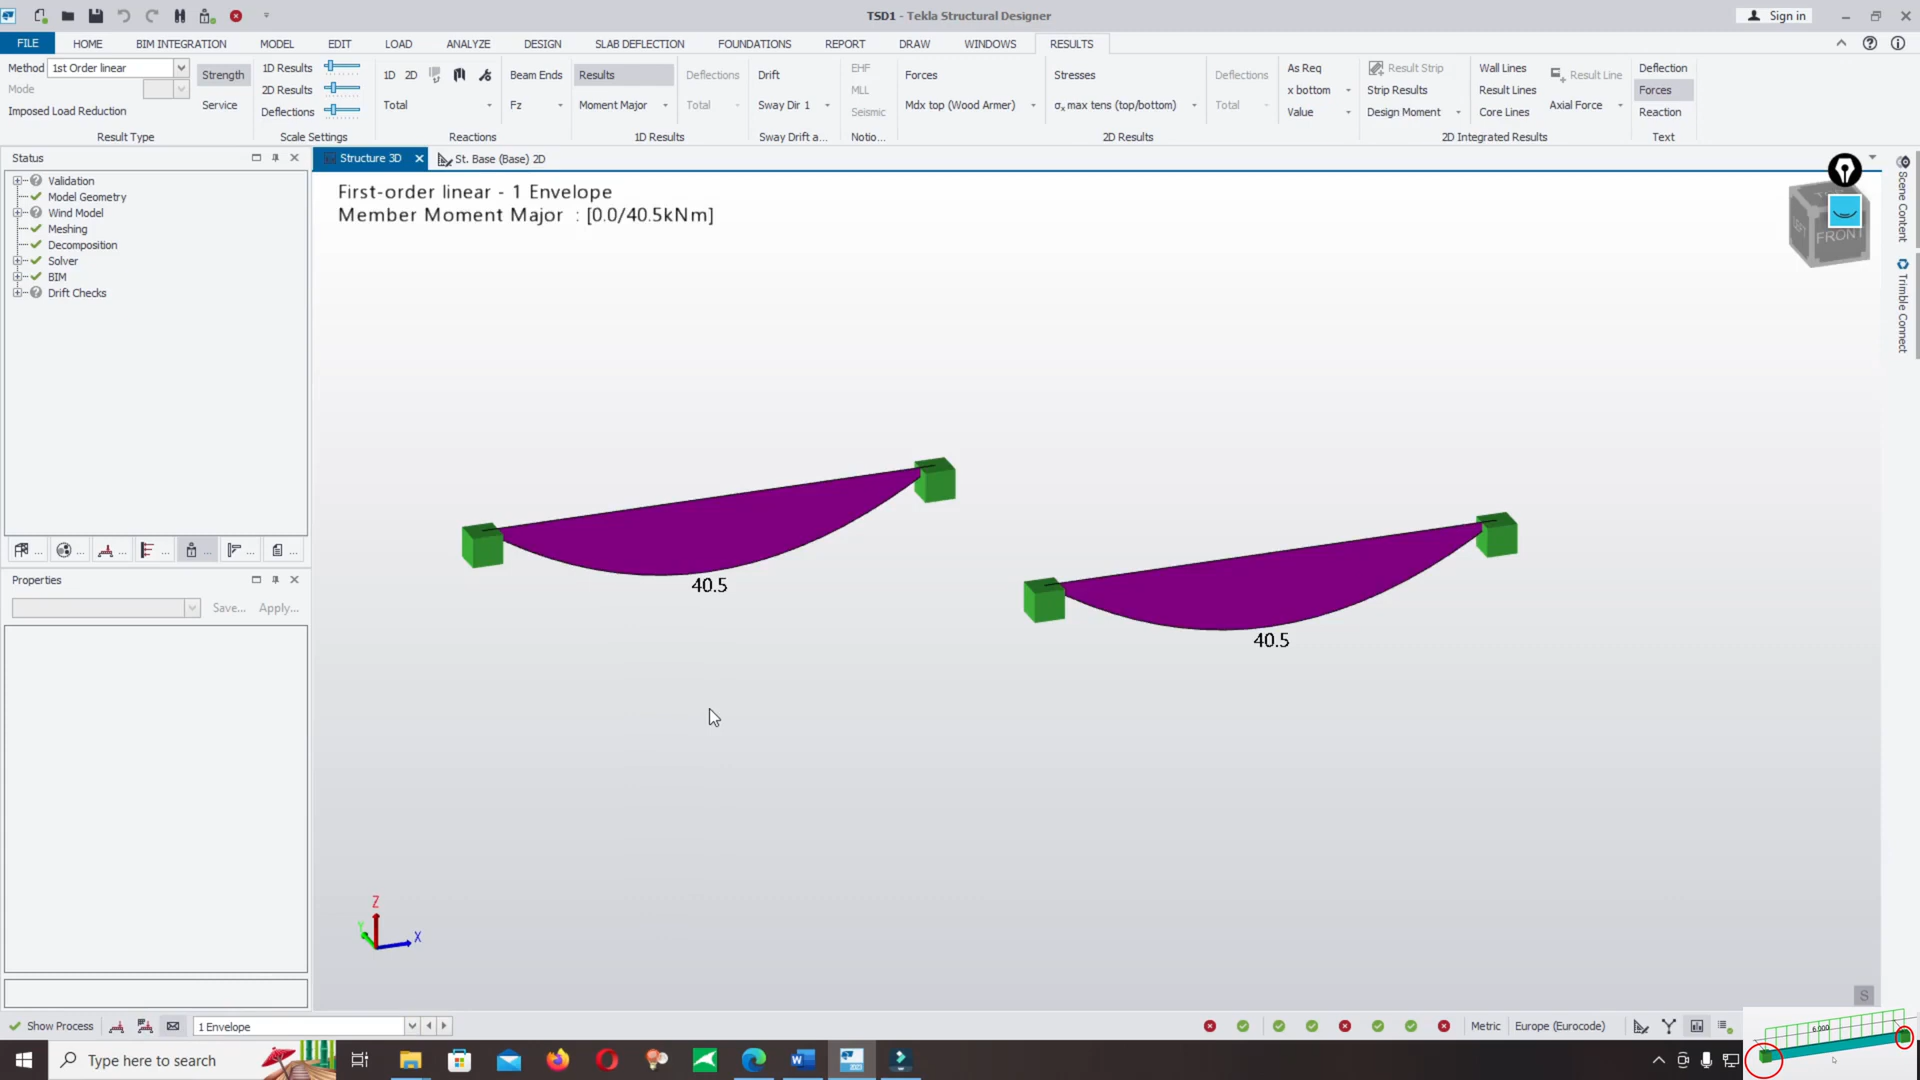 TSD1 - Tekla Structural Designer
Sign in
FILE
HOME
BIM INTEGRATION
MODEL
EDIT
LOAD
ANALYZE
DESIGN
SLAB DEFLECTION
FOUNDATIONS
REPORT
DRAW
WINDOWS
RESULTS
Method
1st Order linear
Mode
Imposed Load Reduction
Strength
Service
Result Type
1D Results
2D Results
Deflections
Scale Settings
1D 2D
Total
Reactions
Beam Ends
Fz
Results
Moment Major
Deflections
Total
1D Results
Drift
Sway Dir 1
Sway Drift a...
EHF
MLL
Seismic
Notio...
Forces
Mdx top (Wood Armer)
Stresses
σx max tens (top/bottom)
Deflections
Total
2D Results
As Req
x bottom
Value
Result Strip
Strip Results
Design Moment
Wall Lines
Result Lines
Core Lines
Result Line
Axial Force
2D Integrated Results
Deflection
Forces
Reaction
Text
Status
Validation
Model Geometry
Wind Model
Meshing
Decomposition
Solver
BIM
Drift Checks
Structure 3D
St. Base (Base) 2D
First-order linear - 1 Envelope
Member Moment Major : [0.0/40.5kNm]
FRONT
LEFT
Scene Content
Trimble Connect
40.5
40.5
Z
Y
X
S
Properties
Save...
Apply...
Show Process
1 Envelope
Metric
Europe (Eurocode)
6.000
Type here to search